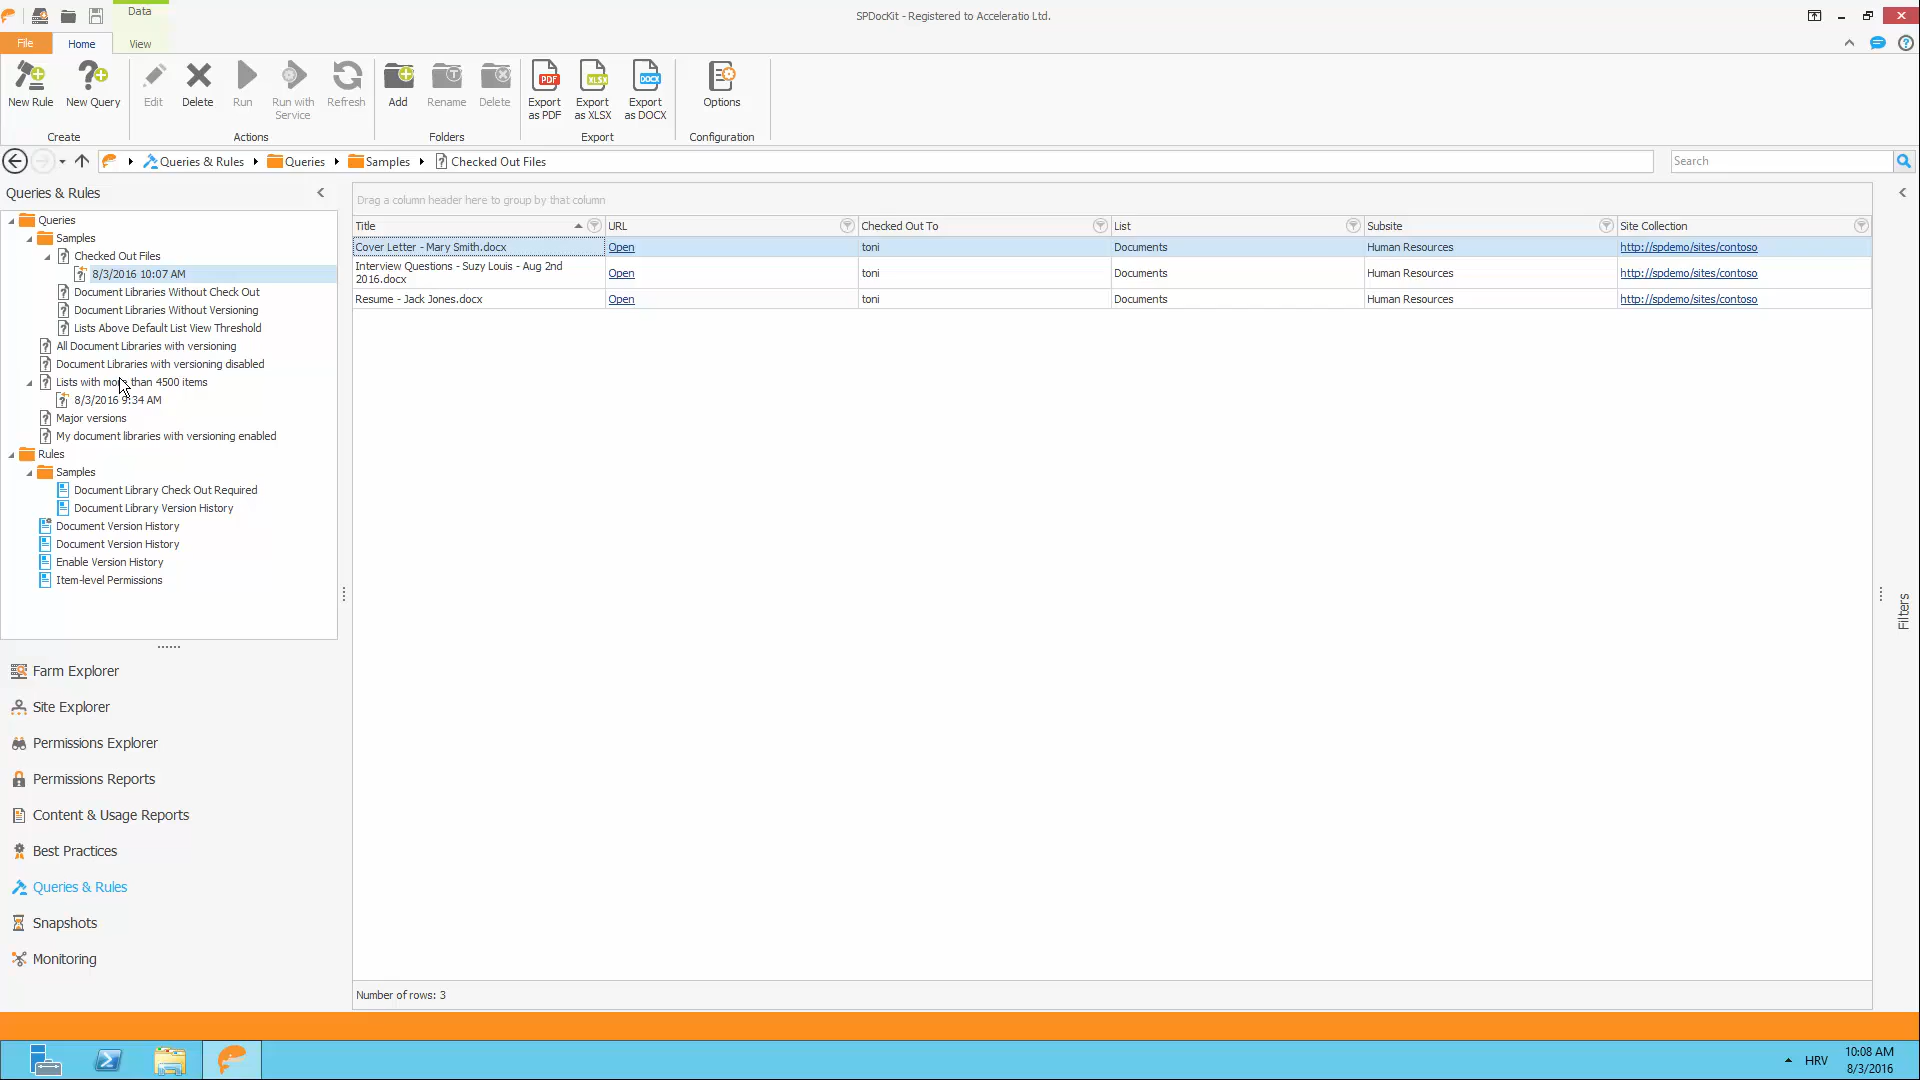 Data
SPDocKit - Registered to Acceleratio Ltd.
File
Home
View
New Rule
New Query
Edit
Delete
Run
Run with
Service
Refresh
Add
Rename
Delete
Export
as PDF
Export
as XLSX
Export
as DOCX
Options
Create
Actions
Folders
Export
Configuration
Queries & Rules
Queries
Samples
Checked Out Files
Search
Queries & Rules
Queries
Samples
Checked Out Files
8/3/2016 10:07 AM
Document Libraries Without Check Out
Document Libraries Without Versioning
Lists Above Default List View Threshold
All Document Libraries with versioning
Document Libraries with versioning disabled
Lists with more than 4500 items
8/3/2016 9:34 AM
Major versions
My document libraries with versioning enabled
Rules
Samples
Document Library Check Out Required
Document Library Version History
Document Version History
Document Version History
Enable Version History
Item-level Permissions
Farm Explorer
Site Explorer
Permissions Explorer
Permissions Reports
Content & Usage Reports
Best Practices
Queries & Rules
Snapshots
Monitoring
Drag a column header here to group by that column
Title URL Checked Out To List Subsite Site Collection
Cover Letter - Mary Smith.docx Open toni Documents Human Resources http://spdemo/sites/contoso
Interview Questions - Suzy Louis - Aug 2nd
2016.docx Open toni Documents Human Resources http://spdemo/sites/contoso
Resume - Jack Jones.docx Open toni Documents Human Resources http://spdemo/sites/contoso
Number of rows: 3
Filters
HRV
10:08 AM
8/3/2016